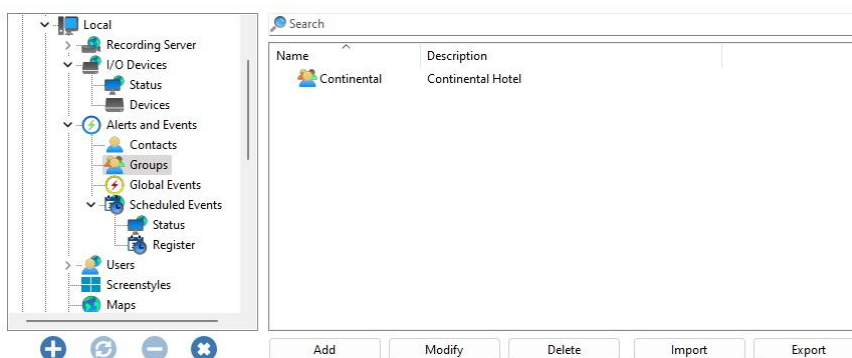 Local
Recording Server
I/O Devices
Status
Devices
Alerts and Events
Contacts
Groups
Global Events
Scheduled Events
Status
Register
Users
Screenstyles
Maps
Search
Name Description
Continental Continental Hotel
Add Modify Delete Import Export